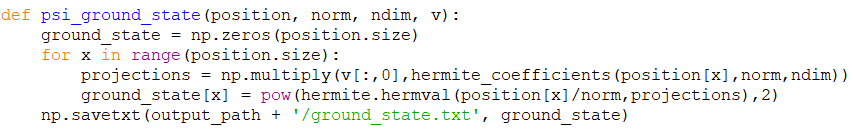 def psi_ground_state(position, norm, ndim, v):
    ground_state = np.zeros(position.size)
    for x in range(position.size):
        projections = np.multiply(v[:,0],hermite_coefficients(position[x],norm,ndim))
        ground_state[x] = pow(hermite.hermval(position[x]/norm,projections),2)
    np.savetxt(output_path + '/ground_state.txt', ground_state)